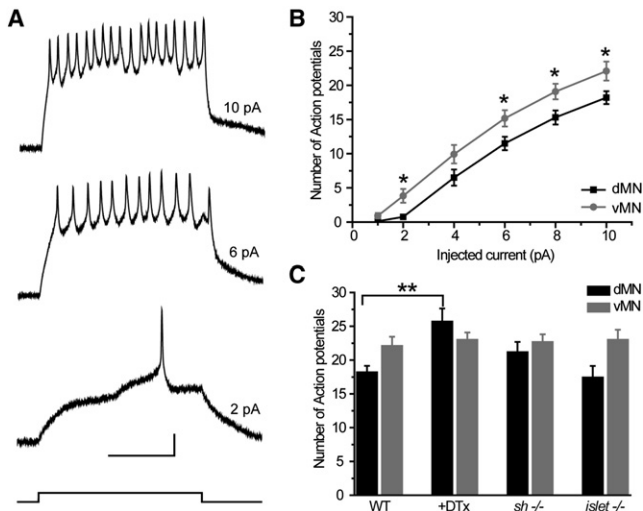 A
10 pA
6 pA
2 pA
B
Number of Action potentials
30
25
20
15
10
5
0
0
2
4
6
8
10
Injected current (pA)
*
*
*
*
dMN
vMN
C
Number of Action potentials
30
25
20
15
10
5
0
**
dMN
vMN
WT
+DTx
sh -/-
islet -/-